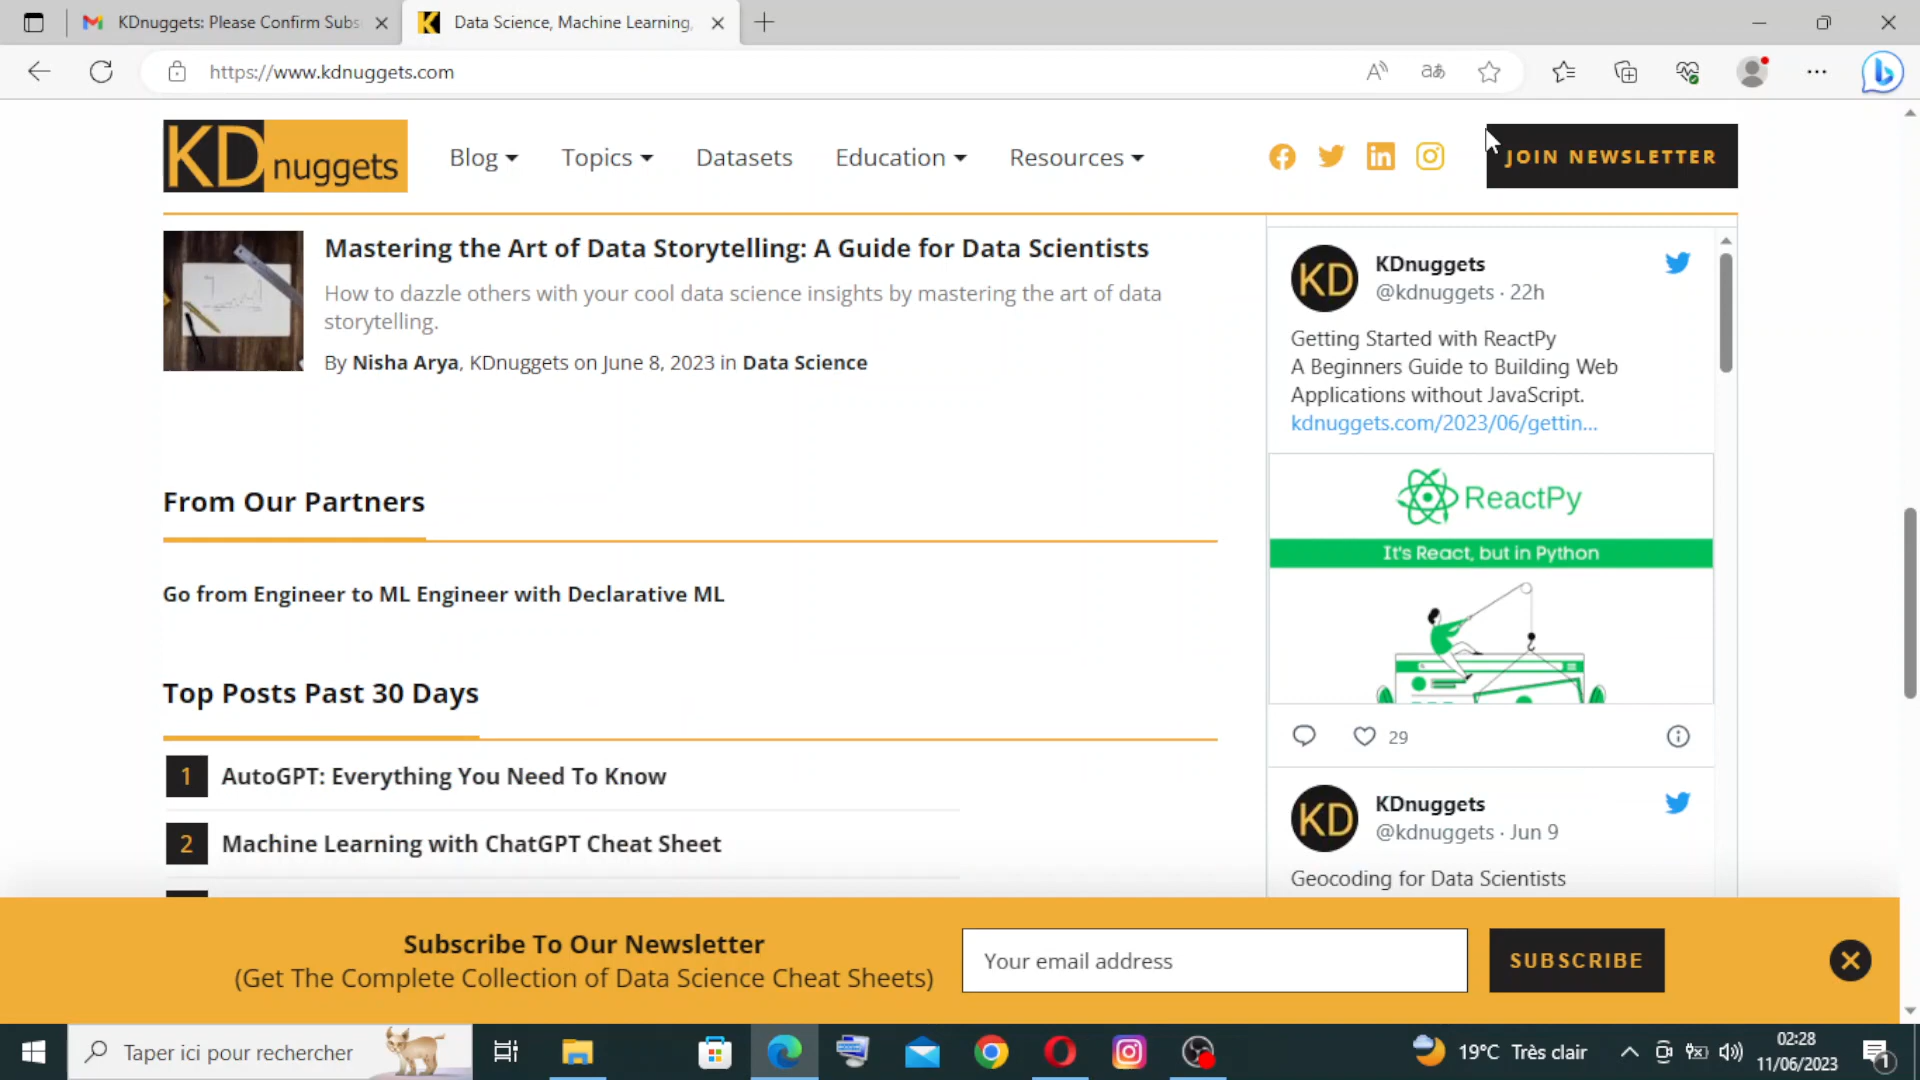 KDnuggets: Please Confirm Subs
Data Science, Machine Learning,
https://www.kdnuggets.com
KDnuggets
Blog
Topics
Datasets
Education
Resources
JOIN NEWSLETTER
Mastering the Art of Data Storytelling: A Guide for Data Scientists
How to dazzle others with your cool data science insights by mastering the art of data
storytelling.
By Nisha Arya, KDnuggets on June 8, 2023 in Data Science
From Our Partners
Go from Engineer to ML Engineer with Declarative ML
Top Posts Past 30 Days
1 AutoGPT: Everything You Need To Know
2 Machine Learning with ChatGPT Cheat Sheet
KD
KDnuggets
@kdnuggets · 22h
Getting Started with ReactPy
A Beginners Guide to Building Web
Applications without JavaScript.
kdnuggets.com/2023/06/gettin...
ReactPy
It's React, but in Python
29
KD
KDnuggets
@kdnuggets · Jun 9
Geocoding for Data Scientists
Subscribe To Our Newsletter
(Get The Complete Collection of Data Science Cheat Sheets)
Your email address
SUBSCRIBE
Taper ici pour rechercher
19°C Très clair
02:28
11/06/2023
1